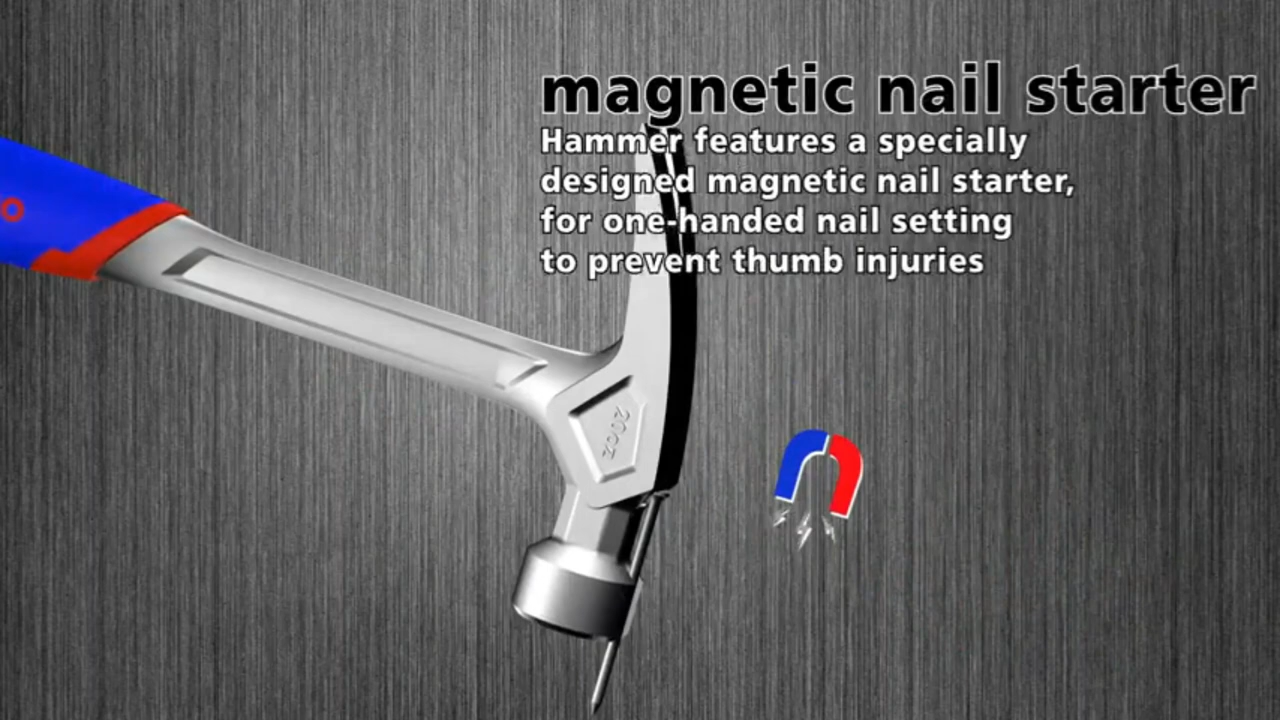 magnetic nail starter
Hammer features a specially
designed magnetic nail starter,
for one-handed nail setting
to prevent thumb injuries
20oz